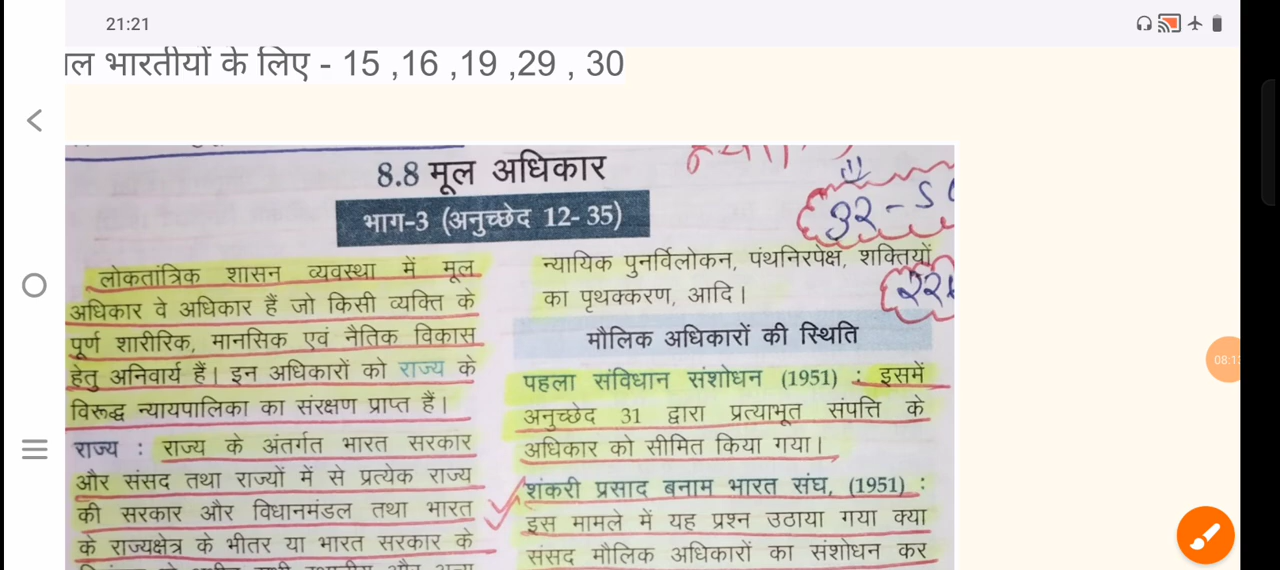 21:21
भारतीयों के लिए - 15 ,16 ,19 ,29 , 30
8.8 मूल अधिकार
भाग-3 (अनुच्छेद 12- 35)
32 -
लोकतांत्रिक शासन व्यवस्था में मूल
अधिकार वे अधिकार हैं जो किसी व्यक्ति के
पूर्ण शारीरिक, मानसिक एवं नैतिक विकास
हेतु अनिवार्य हैं। इन अधिकारों को राज्य के
विरूद्ध न्यायपालिका का संरक्षण प्राप्त हैं।
राज्य : राज्य के अंतर्गत भारत सरकार
और संसद तथा राज्यों में से प्रत्येक राज्य
की सरकार और विधानमंडल तथा भारत
के राज्यक्षेत्र के भीतर या भारत सरकार के
न्यायिक पुनर्विलोकन, पंथनिरपेक्ष, शक्तियों
का पृथक्करण, आदि।
मौलिक अधिकारों की स्थिति
पहला संविधान संशोधन (1951) : इसमें
अनुच्छेद 31 द्वारा प्रत्याभूत संपत्ति के
अधिकार को सीमित किया गया।
शंकरी प्रसाद बनाम भारत संघ, (1951) :
इस मामले में यह प्रश्न उठाया गया क्या
संसद मौलिक अधिकारों का संशोधन कर